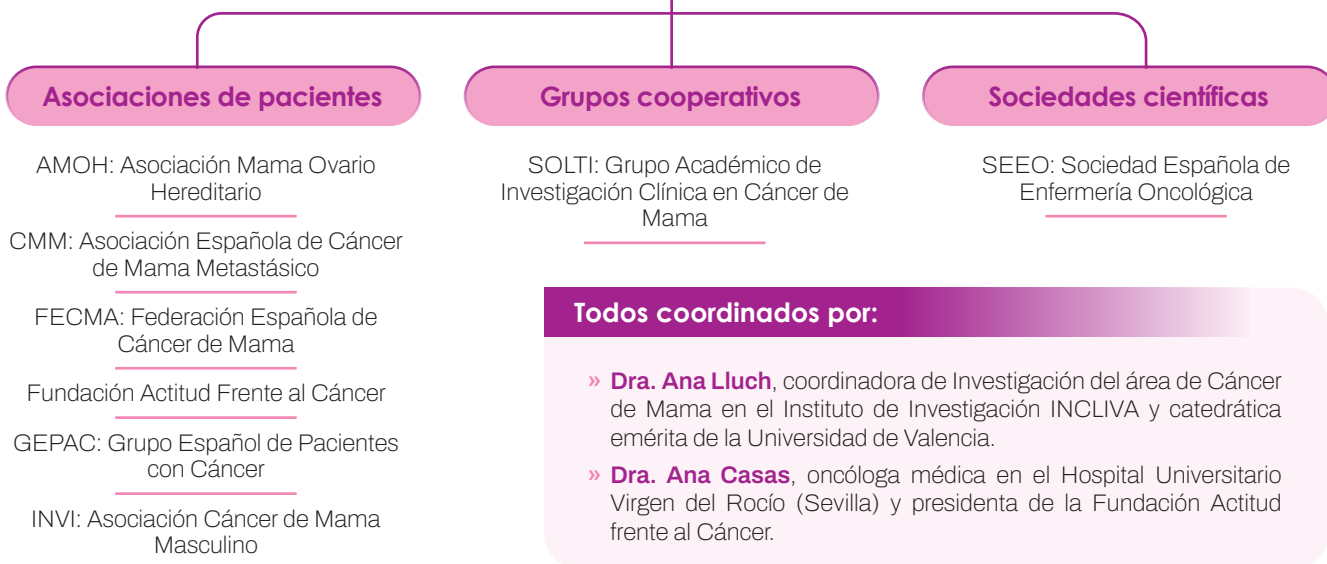 Asociaciones de pacientes
AMOH: Asociación Mama Ovario
Hereditario
CMM: Asociación Española de Cáncer
de Mama Metastásico
FECMA: Federación Española de
Cáncer de Mama
Fundación Actitud Frente al Cáncer
GEPAC: Grupo Español de Pacientes
con Cáncer
INVI: Asociación Cáncer de Mama
Masculino
Grupos cooperativos
SOLTI: Grupo Académico de
Investigación Clínica en Cáncer de
Mama
Sociedades científicas
SEEO: Sociedad Española de
Enfermería Oncológica
Todos coordinados por:
» Dra. Ana Lluch, coordinadora de Investigación del área de Cáncer
de Mama en el Instituto de Investigación INCLIVA y catedrática
emérita de la Universidad de Valencia.
» Dra. Ana Casas, oncóloga médica en el Hospital Universitario
Virgen del Rocío (Sevilla) y presidenta de la Fundación Actitud
frente al Cáncer.